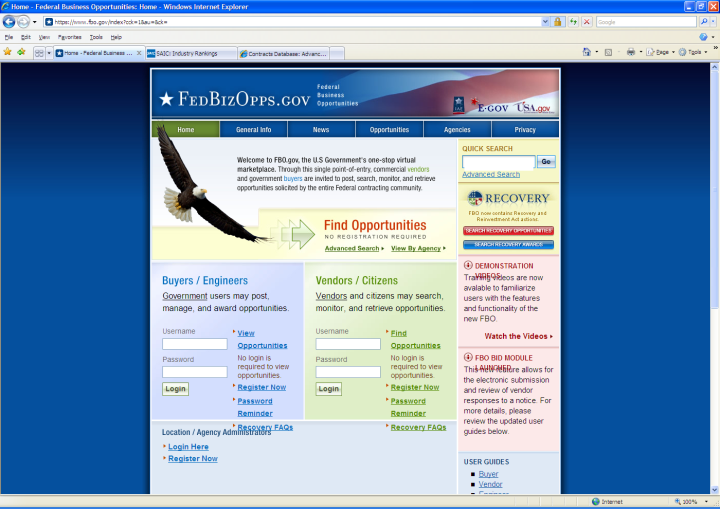 Home - Federal Business Opportunities: Home - Windows Internet Explorer
https://www.fbo.gov/index?cck=1&au=&ck=
Google
File Edit View Favorites Tools Help
Home - Federal Business ... SAIC: Industry Rankings Contracts Database: Advanc...
Page Tools
FEDBIZOPPS.GOV
Federal
Business
Opportunities
E-GOV USA.gov
Home General Info News Opportunities Agencies Privacy
Welcome to FBO.gov, the U.S Government's one-stop virtual
marketplace. Through this single point-of-entry, commercial vendors
and government buyers are invited to post, search, monitor, and retrieve
opportunities solicited by the entire Federal contracting community.
Find Opportunities
NO REGISTRATION REQUIRED
Advanced Search View By Agency
QUICK SEARCH
Go
Advanced Search
RECOVERY
FBO now contains Recovery and
Reinvestment Act actions.
SEARCH RECOVERY OPPORTUNITIES
SEARCH RECOVERY AWARDS
Buyers / Engineers
Government users may post,
manage, and award opportunities.
Username
Password
Login
View
Opportunities
No login is
required to view
opportunities.
Register Now
Password
Reminder
Recovery FAQs
Vendors / Citizens
Vendors and citizens may search,
monitor, and retrieve opportunities.
Username
Password
Login
Find
Opportunities
No login is
required to view
opportunities.
Register Now
Password
Reminder
Recovery FAQs
Location / Agency Administrators
Login Here
Register Now
DEMONSTRATION
VIDEOS
Training videos are now
available to familiarize
users with the features
and functionality of the
new FBO.
Watch the Videos
FBO BID MODULE
LAUNCHED
This new feature allows for
the electronic submission
and review of vendor
responses to a notice. For
more details, please
review the updated user
guides below.
USER GUIDES
Buyer
Vendor
Engineer
Internet 100%